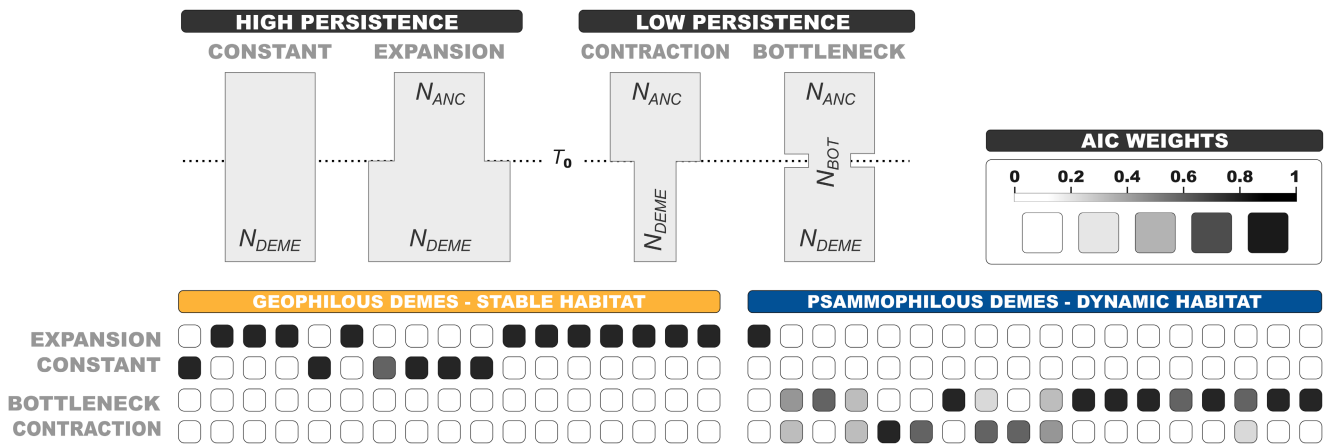 HIGH PERSISTENCE
LOW PERSISTENCE
CONSTANT
EXPANSION
CONTRACTION
BOTTLENECK
NANC
NANC
NANC
T0
NBOT
NDEME
NDEME
NDEME
NDEME
AIC WEIGHTS
0 0.2 0.4 0.6 0.8 1
GEOPHILOUS DEMES - STABLE HABITAT
PSAMMOPHILOUS DEMES - DYNAMIC HABITAT
EXPANSION
CONSTANT
BOTTLENECK
CONTRACTION